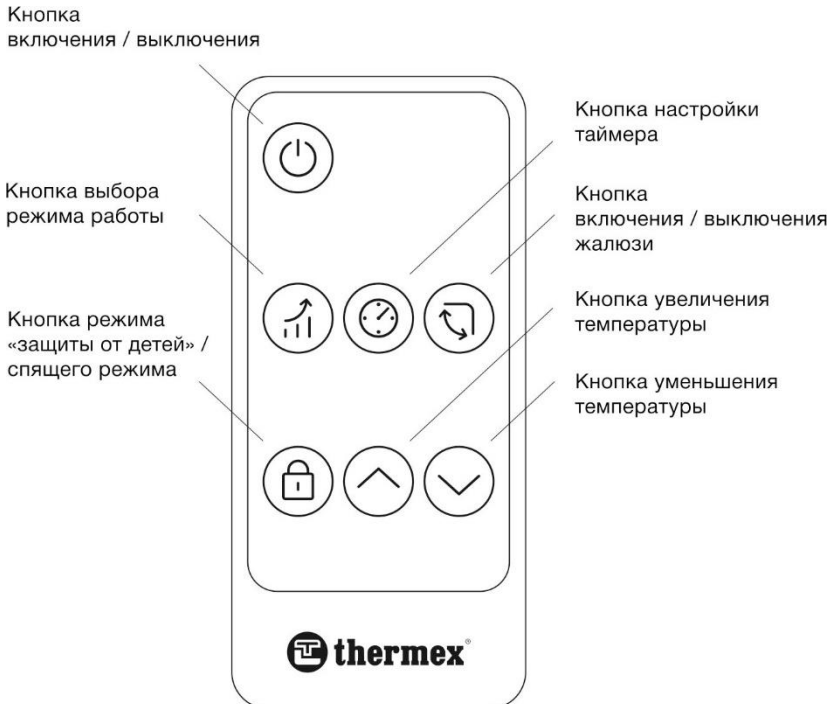 Кнопка
включения / выключения
Кнопка настройки
таймера
Кнопка выбора
режима работы
Кнопка
включения / выключения
жалюзи
Кнопка режима
«защиты от детей» /
спящего режима
Кнопка увеличения
температуры
Кнопка уменьшения
температуры
thermex®